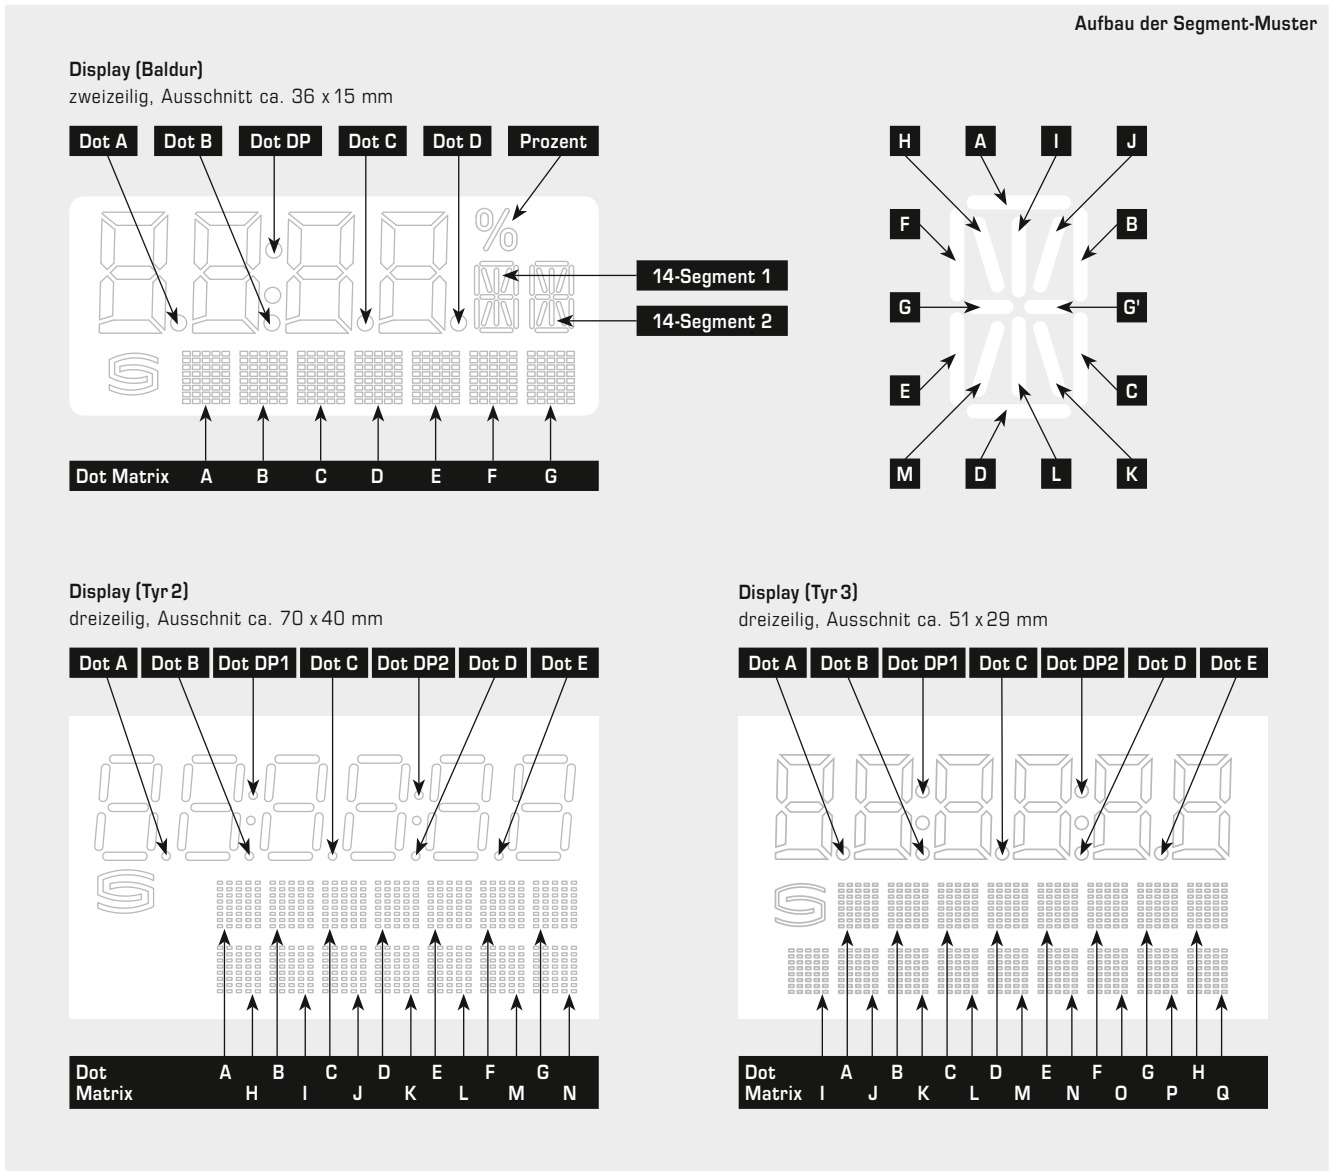 Aufbau der Segment-Muster
Display (Baldur)
zweizeilig, Ausschnitt ca. 36 x 15 mm
Dot A Dot B Dot DP Dot C Dot D Prozent
14-Segment 1
14-Segment 2
Dot Matrix A B C D E F G
H A I J
F B
G G'
E C
M D L K
Display (Tyr 2)
dreizeilig, Ausschnit ca. 70 x 40 mm
Dot A Dot B Dot DP1 Dot C Dot DP2 Dot D Dot E
Dot A B C D E F G
Matrix H I J K L M N
Display (Tyr 3)
dreizeilig, Ausschnit ca. 51 x 29 mm
Dot A Dot B Dot DP1 Dot C Dot DP2 Dot D Dot E
Dot A B C D E F G H
Matrix I J K L M N O P Q